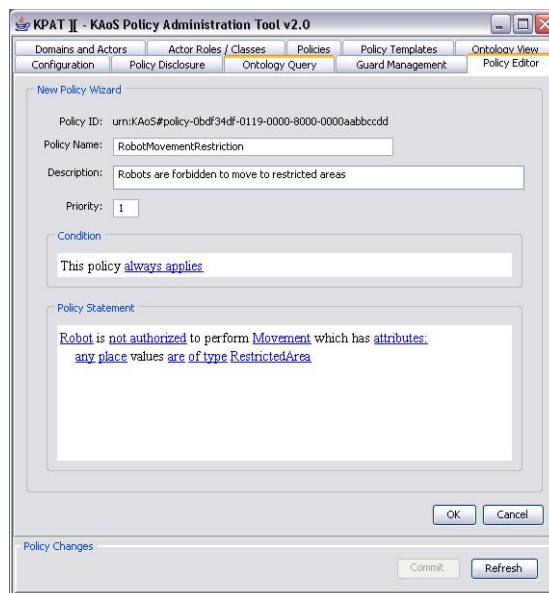 KPAT ][ - KAoS Policy Administration Tool v2.0
Domains and Actors Actor Roles / Classes Policies Policy Templates Ontology View
Configuration Policy Disclosure Ontology Query Guard Management Policy Editor
New Policy Wizard
Policy ID: urn:KAoS#policy-0bdf34df-0119-0000-8000-0000aabbccdd
Policy Name: RobotMovementRestriction
Description: Robots are forbidden to move to restricted areas
Priority: 1
Condition
This policy always applies
Policy Statement
Robot is not authorized to perform Movement which has attributes:
any place values are of type RestrictedArea
OK Cancel
Policy Changes
Commit Refresh